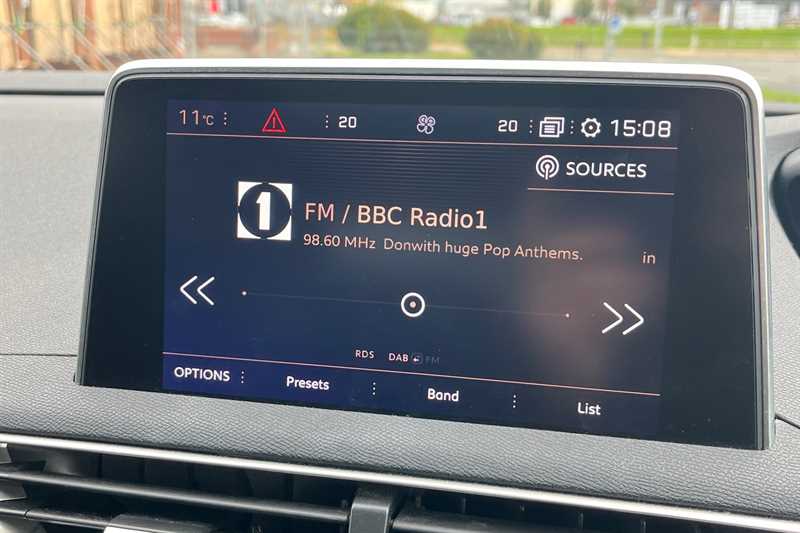 11°C 20 20 15:08
SOURCES
1
FM / BBC Radio1
98.60 MHz Donwith huge Pop Anthems. in
RDS DAB FM
OPTIONS Presets Band List